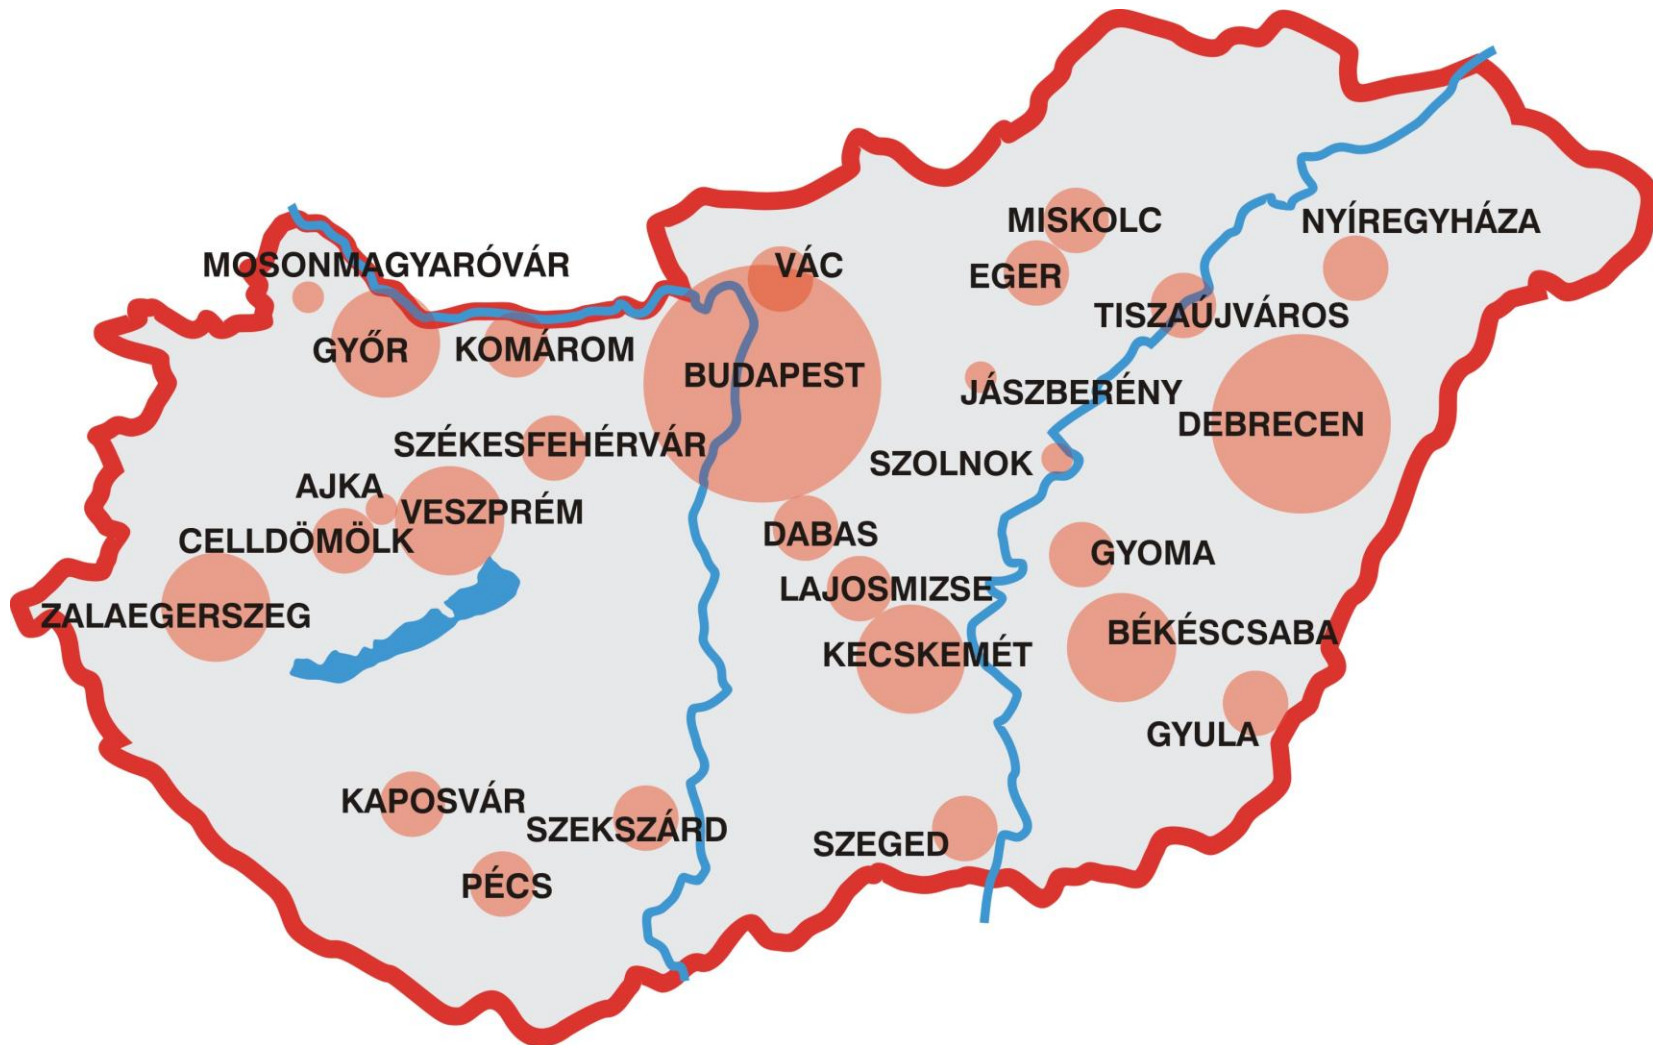 MISKOLC
NYÍREGYHÁZA
MOSONMAGYARÓVÁR
VÁC
EGER
TISZAÚJVÁROS
GYŐR
KOMÁROM
BUDAPEST
JÁSZBERÉNY
DEBRECEN
SZÉKESFEHÉRVÁR
SZOLNOK
AJKA
VESZPRÉM
CELLDÖMÖLK
DABAS
GYOMA
LAJOSMIZSE
ZALAEGERSZEG
BÉKÉSCSABA
KECSKEMÉT
GYULA
KAPOSVÁR
SZEKSZÁRD
SZEGED
PÉCS